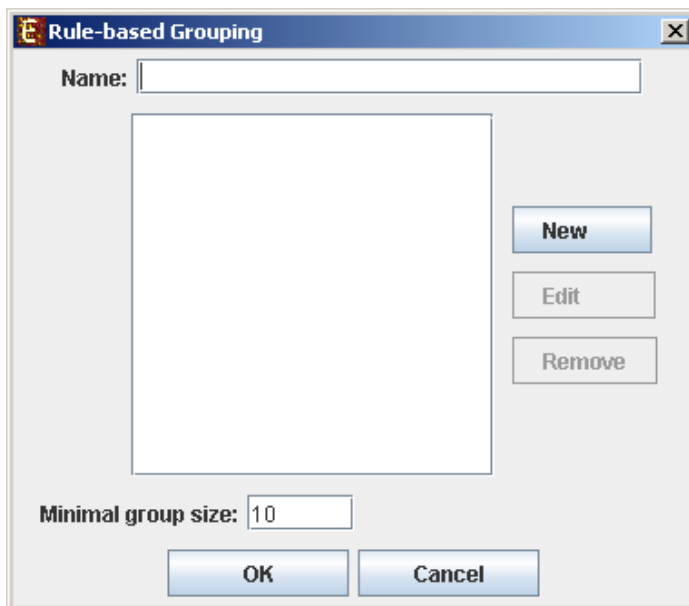 E Rule-based Grouping
Name:
New
Edit
Remove
Minimal group size: 10
OK Cancel